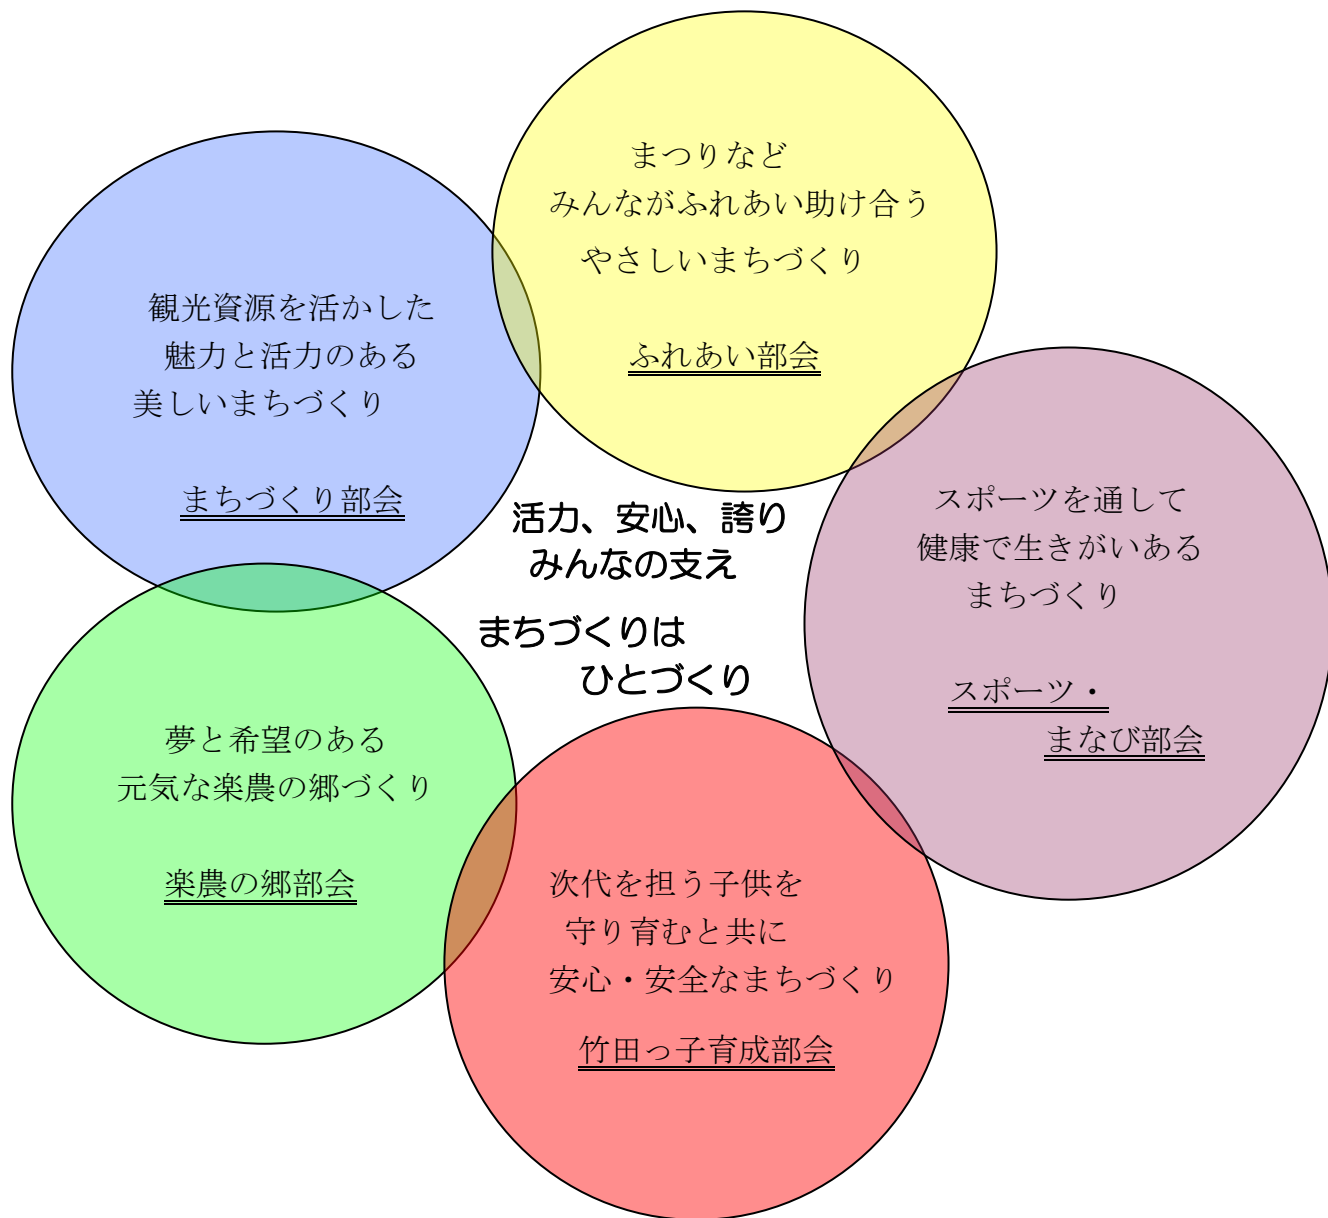 まつりなど
みんながふれあい助け合う
やさしいまちづくり
ふれあい部会
観光資源を活かした
魅力と活力のある
美しいまちづくり
まちづくり部会
活力、安心、誇り
みんなの支え
まちづくりは
ひとづくり
スポーツを通して
健康で生きがいある
まちづくり
スポーツ・
まなび部会
夢と希望のある
元気な楽農の郷づくり
楽農の郷部会
次代を担う子供を
守り育むと共に
安心・安全なまちづくり
竹田っ子育成部会